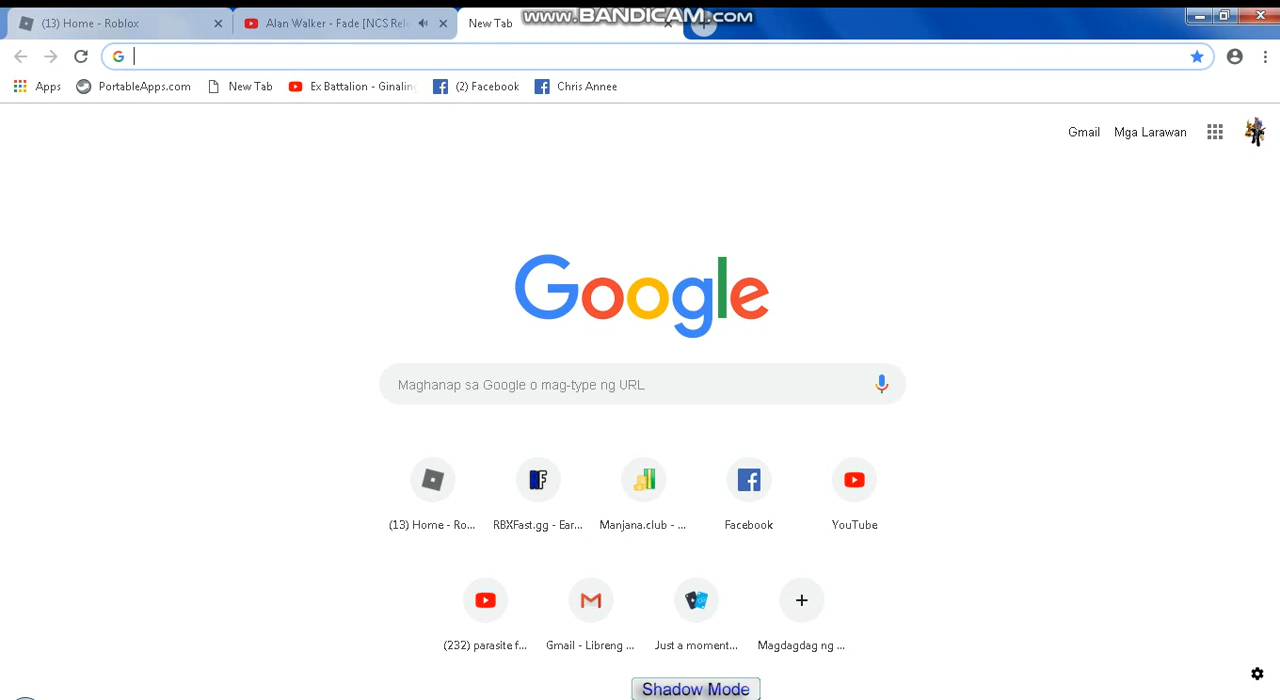 www.BANDICAM.com
(13) Home - Roblox
Alan Walker - Fade [NCS Rel
New Tab
Apps
PortableApps.com
New Tab
Ex Battalion - Ginalin
(2) Facebook
Chris Annee
Gmail
Mga Larawan
Google
Maghanap sa Google o mag-type ng URL
(13) Home - Ro...
RBXFast.gg - Ear...
Manjana.club - ...
Facebook
YouTube
(232) parasite f...
Gmail - Libreng ...
Just a moment...
Magdagdag ng ...
Shadow Mode